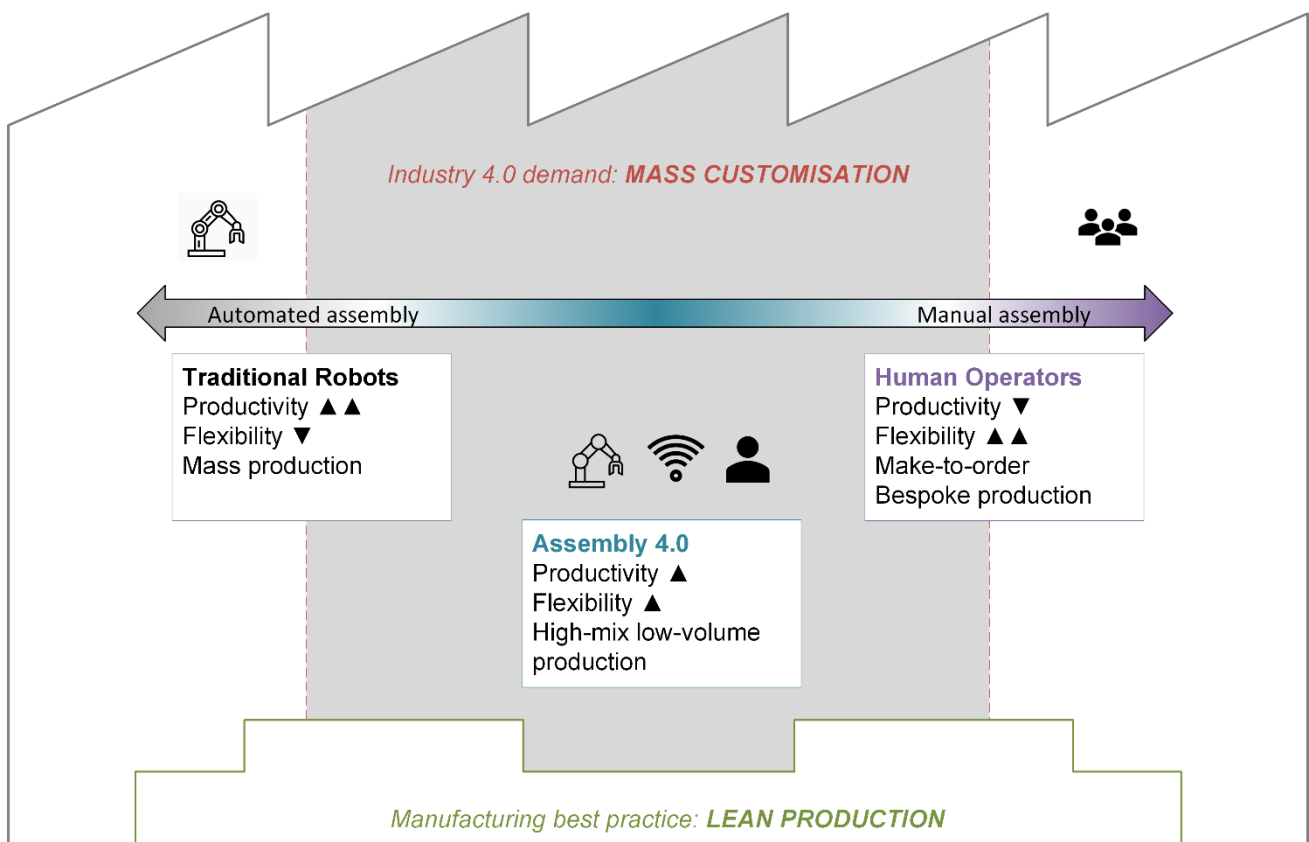 Industry 4.0 demand: MASS CUSTOMISATION
Automated assembly
Manual assembly
Traditional Robots
Productivity ▲ ▲
Flexibility ▼
Mass production
Human Operators
Productivity ▼
Flexibility ▲ ▲
Make-to-order
Bespoke production
Assembly 4.0
Productivity ▲
Flexibility ▲
High-mix low-volume
production
Manufacturing best practice: LEAN PRODUCTION